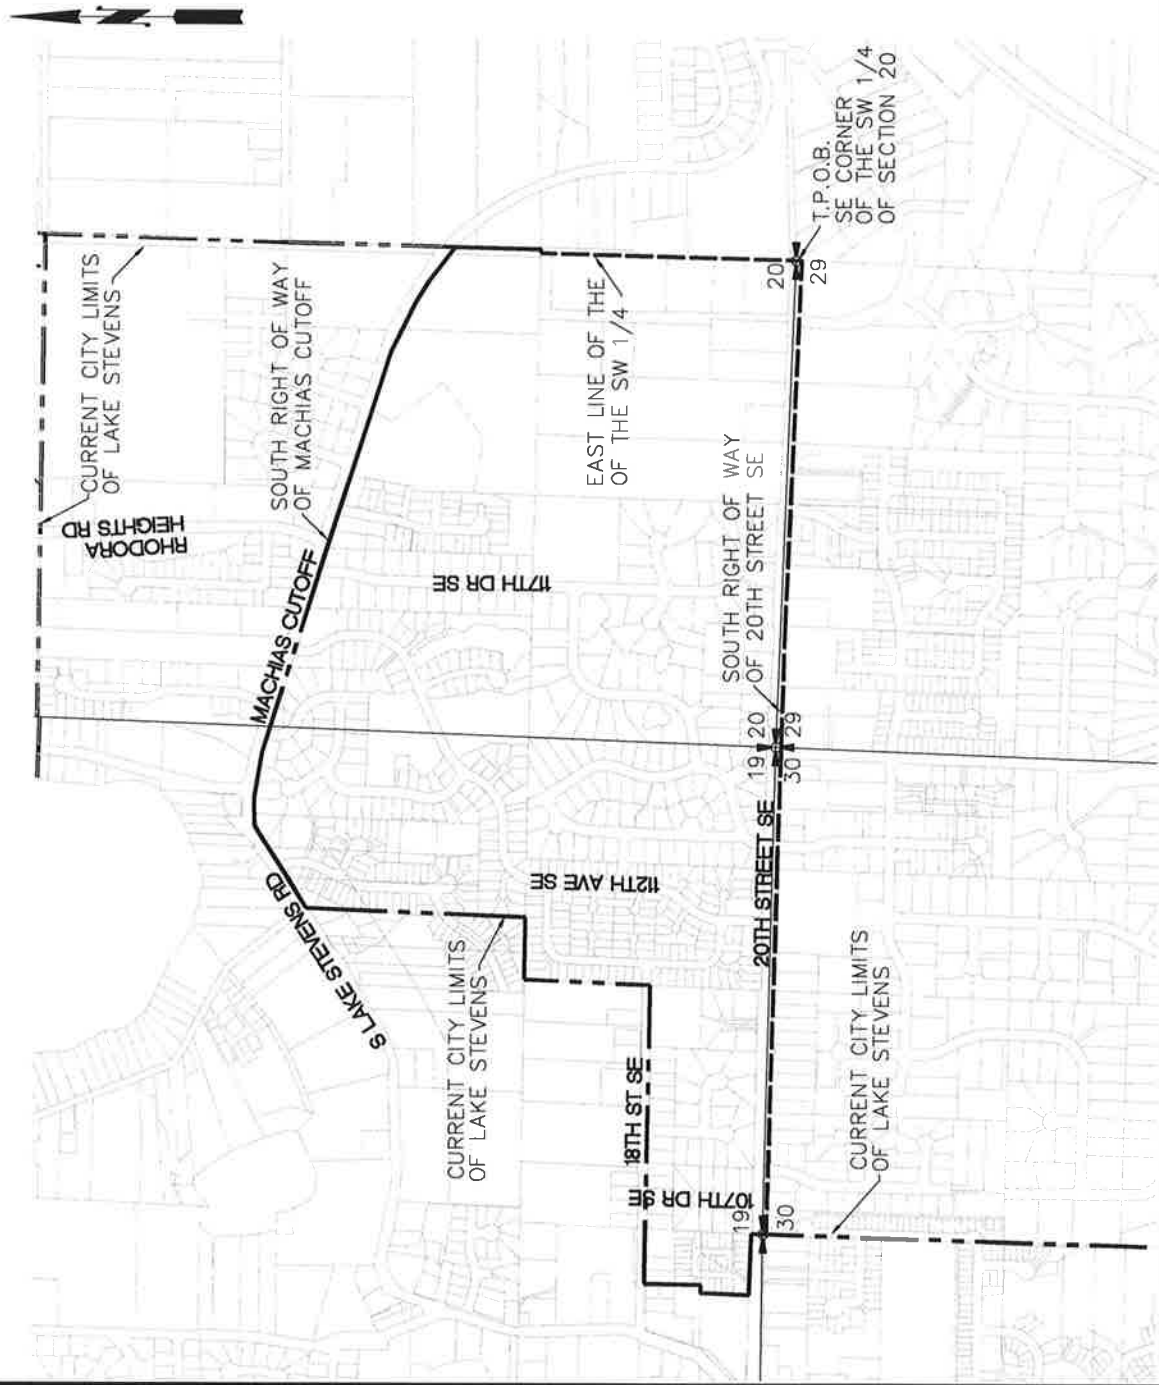 CURRENT CITY LIMITS
OF LAKE STEVENS
RHODORA
HEIGHTS RD
SOUTH RIGHT OF WAY
OF MACHIAS CUTOFF
MACHIAS CUTOFF
117TH DR SE
EAST LINE OF THE
OF THE SW 1/4
T.P.O.B.
SE CORNER
OF THE SW 1/4
OF SECTION 20
20
29
SOUTH RIGHT OF WAY
OF 20TH STREET SE
19
20
30
29
20TH STREET SE
112TH AVE SE
S LAKE STEVENS RD
CURRENT CITY LIMITS
OF LAKE STEVENS
18TH ST SE
107TH DR SE
19
30
CURRENT CITY LIMITS
OF LAKE STEVENS